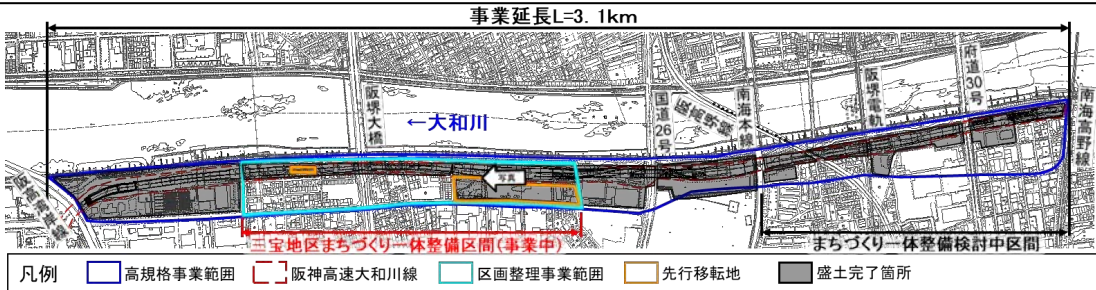 事業延長L=3.1km
阪堺大橋
←大和川
国道26号
南海本線
阪堺電軌
府道30号
南海高野線
写真
三宝地区まちづくり一体整備区間(事業中)
まちづくり一体整備検討中区間
凡例
高規格事業範囲
阪神高速大和川線
区画整理事業範囲
先行移転地
盛土完了箇所